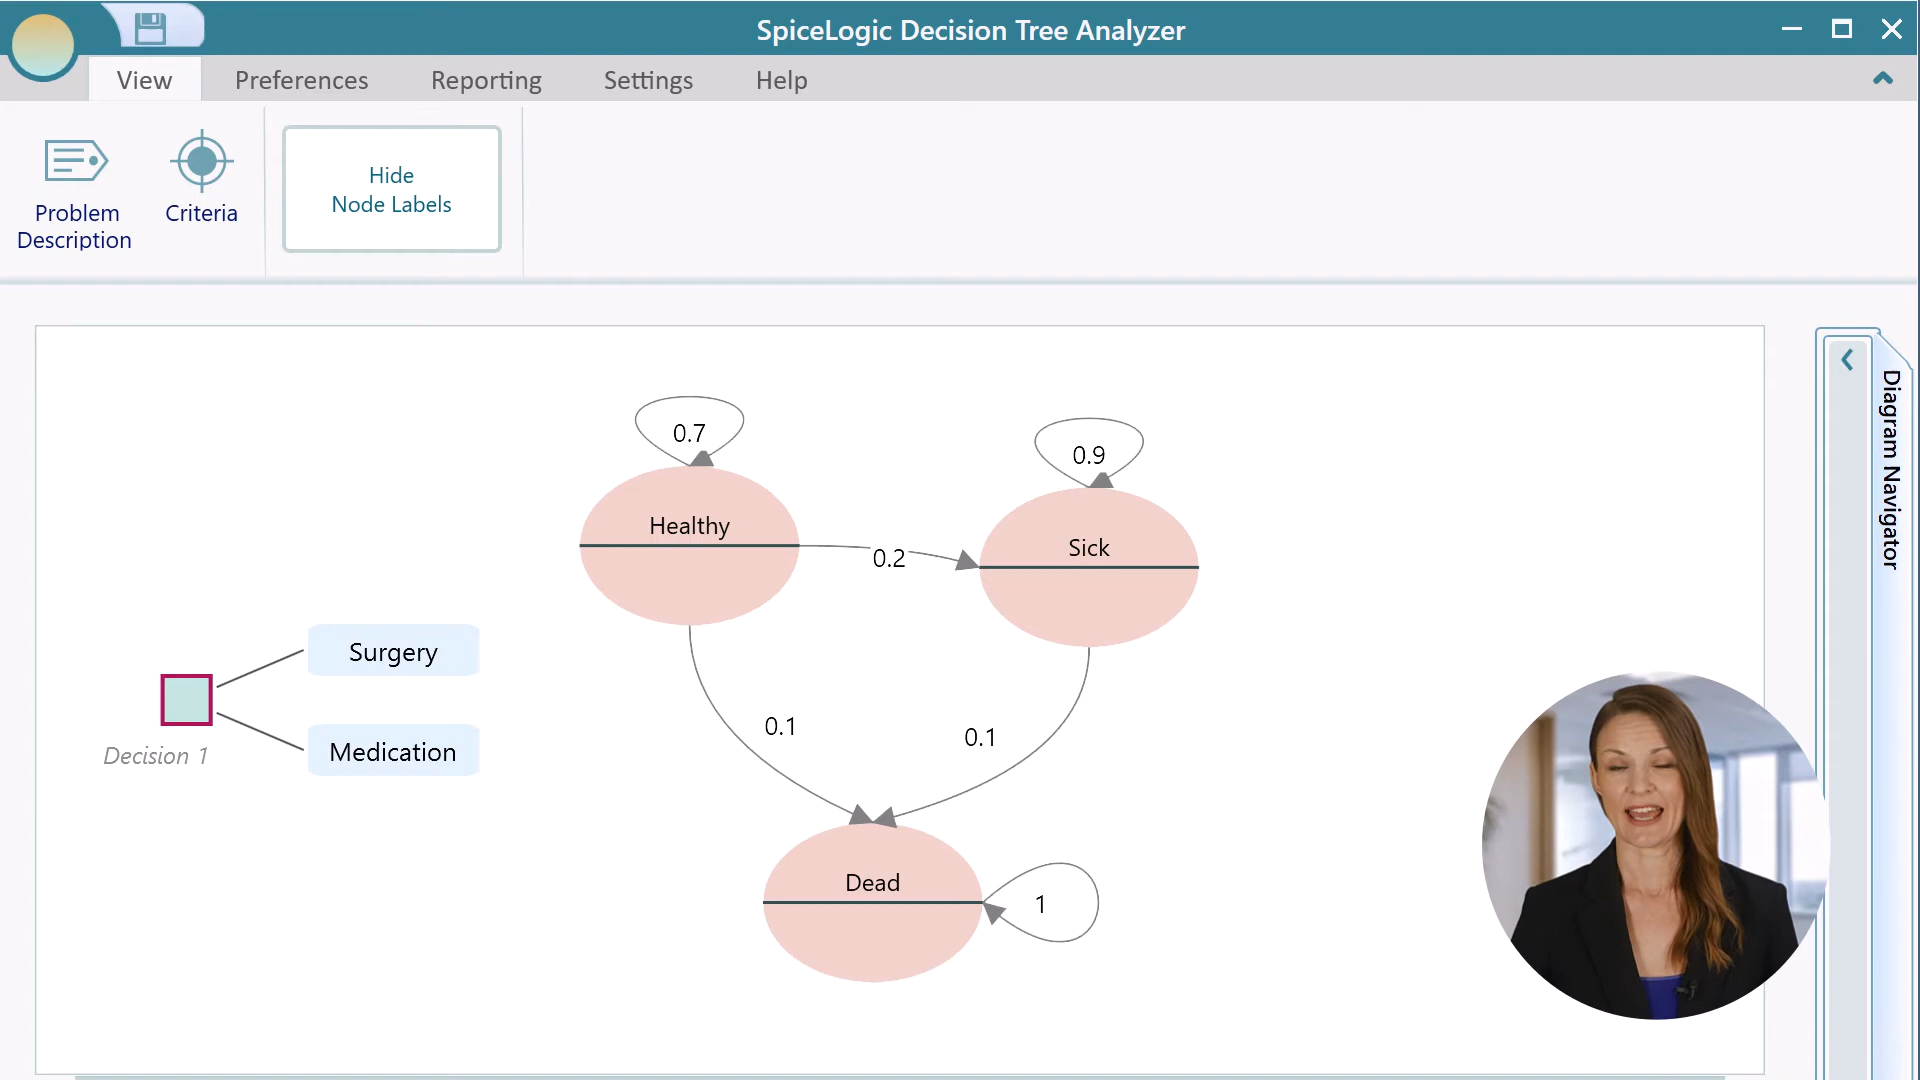 SpiceLogic Decision Tree Analyzer
View Preferences Reporting Settings Help
Problem
Description
Criteria
Hide
Node Labels
Diagram Navigator
0.7
0.9
Healthy
Sick
0.2
Surgery
0.1
0.1
Decision 1
Medication
Dead
1